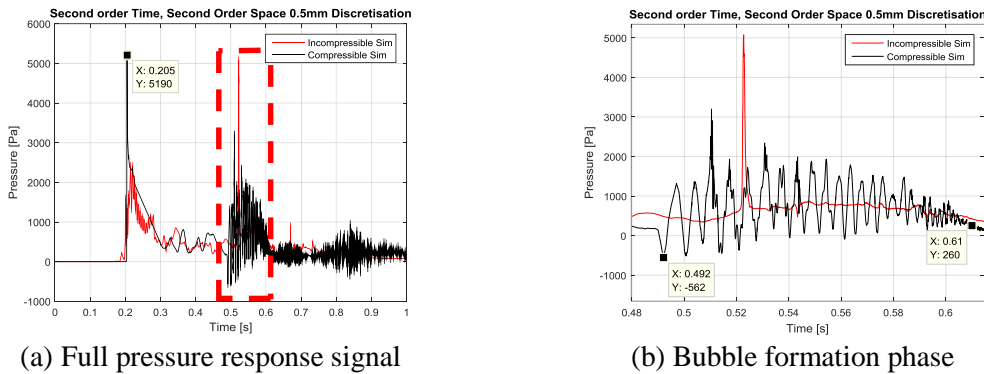 Second order Time, Second Order Space 0.5mm Discretisation
6000
5000
4000
3000
2000
1000
0
-1000
Pressure [Pa]
Incompressible Sim
Compressible Sim
X: 0.205
Y: 5190
0 0.1 0.2 0.3 0.4 0.5 0.6 0.7 0.8 0.9 1
Time [s]
(a) Full pressure response signal
Second order Time, Second Order Space 0.5mm Discretisation
5000
4000
3000
2000
1000
0
-1000
Pressure [Pa]
Incompressible Sim
Compressible Sim
X: 0.492
Y: -562
X: 0.61
Y: 260
0.48 0.5 0.52 0.54 0.56 0.58 0.6
Time [s]
(b) Bubble formation phase